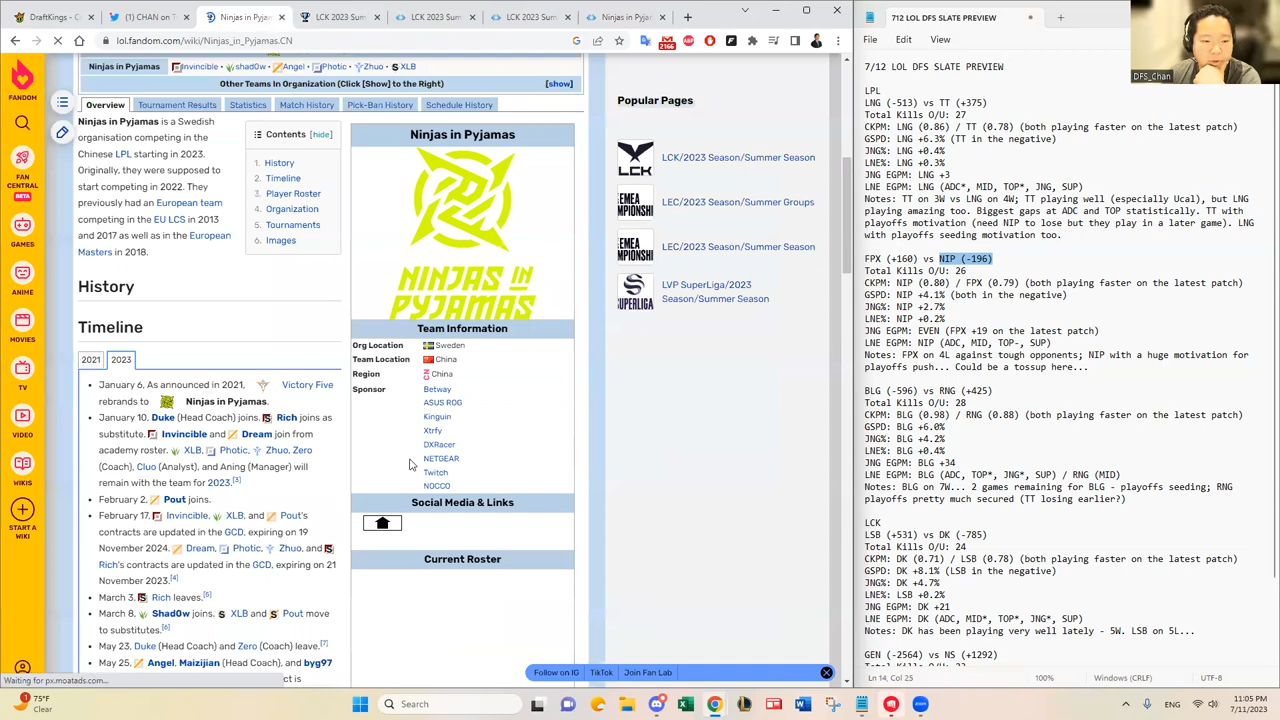 DraftKings
CHAN on
Ninjas in Pyjamas
LCK 2023 Sum
LCK 2023 Sum
LCK 2023 Sum
Ninjas in Pyjam
lol.fandom.com/wiki/Ninjas_in_Pyjamas.CN
2166
FANDOM
FAN CENTRAL
BETA
GAMES
ANIME
MOVIES
TV
VIDEO
WIKIS
START A WIKI
Ninjas in Pyjamas
Invincible shad0w Angel Photic Zhuo XLB
Other Teams In Organization (Click [Show] to the Right) [show]
Overview Tournament Results Statistics Match History Pick-Ban History Schedule History
Ninjas in Pyjamas is a Swedish
organisation competing in the
Chinese LPL starting in 2023.
Originally, they were supposed to
start competing in 2022. They
previously had an European team
competing in the EU LCS in 2013
and 2017 as well as in the European
Masters in 2018.
Contents [hide]
1. History
2. Timeline
3. Player Roster
4. Organization
5. Tournaments
6. Images
History
Timeline
2021 2023
January 6, As announced in 2021, Victory Five
rebrands to Ninjas in Pyjamas.
January 10, Duke (Head Coach) joins. Rich joins as
substitute. Invincible and Dream join from
academy roster. XLB, Photic, Zhuo, Zero
(Coach), Cluo (Analyst), and Aning (Manager) will
remain with the team for 2023.[3]
February 2, Pout joins.
February 17, Invincible, XLB, and Pout's
contracts are updated in the GCD, expiring on 19
November 2024. Dream, Photic, Zhuo, and
Rich's contracts are updated in the GCD, expiring on 21
November 2023.[4]
March 3, Rich leaves.[5]
March 8, Shad0w joins. XLB and Pout move
to substitutes.[6]
May 23, Duke (Head Coach) and Zero (Coach) leave.[7]
May 25, Angel, Maizijian (Head Coach), and byg97
Waiting for px.moatads.com...
Ninjas in Pyjamas
NINJAS IN
PYJAMAS
Team Information
Org Location Sweden
Team Location China
Region China
Sponsor Betway
ASUS ROG
Kinguin
Xtrfy
DXRacer
NETGEAR
Twitch
NOCCO
Social Media & Links
Current Roster
Popular Pages
LCK/2023 Season/Summer Season
LEC/2023 Season/Summer Groups
LEC/2023 Season/Summer Season
LVP SuperLiga/2023
Season/Summer Season
Follow on IG TikTok Join Fan Lab
712 LOL DFS SLATE PREVIEW
File Edit View
DFS_Chan
7/12 LOL DFS SLATE PREVIEW
LPL
LNG (-513) vs TT (+375)
Total Kills O/U: 27
CKPM: LNG (0.86) / TT (0.78) (both playing faster on the latest patch)
GSPD: LNG +6.3% (TT in the negative)
JNG%: LNG +0.4%
LNE%: LNG +0.3%
JNG EGPM: LNG +3
LNE EGPM: LNG (ADC*, MID, TOP*, JNG, SUP)
Notes: TT on 3W vs LNG on 4W; TT playing well (especially Ucal), but LNG
playing amazing too. Biggest gaps at ADC and TOP statistically. TT with
playoffs motivation (need NIP to lose but they play in a later game). LNG
with playoffs seeding motivation too.
FPX (+160) vs NIP (-196)
Total Kills O/U: 26
CKPM: NIP (0.80) / FPX (0.79) (both playing faster on the latest patch)
GSPD: NIP +4.1% (both in the negative)
JNG%: NIP +2.7%
LNE%: NIP +0.2%
JNG EGPM: EVEN (FPX +19 on the latest patch)
LNE EGPM: NIP (ADC, MID, TOP-, SUP)
Notes: FPX on 4L against tough opponents; NIP with a huge motivation for
playoffs push... Could be a tossup here...
BLG (-596) vs RNG (+425)
Total Kills O/U: 28
CKPM: BLG (0.98) / RNG (0.88) (both playing faster on the latest patch)
GSPD: BLG +6.0%
JNG%: BLG +4.2%
LNE%: BLG +0.4%
JNG EGPM: BLG +34
LNE EGPM: BLG (ADC, TOP*, JNG*, SUP) / RNG (MID)
Notes: BLG on 7W... 2 games remaining for BLG - playoffs seeding; RNG
playoffs pretty much secured (TT losing earlier?)
LCK
LSB (+531) vs DK (-785)
Total Kills O/U: 24
CKPM: DK (0.71) / LSB (0.78) (both playing faster on the latest patch)
GSPD: DK +8.1% (LSB in the negative)
JNG%: DK +4.7%
LNE%: LSB +0.2%
JNG EGPM: DK +21
LNE EGPM: DK (ADC, MID*, TOP*, JNG*, SUP)
Notes: DK has been playing very well lately - 5W. LSB on 5L...
GEN (-2564) vs NS (+1292)
Ln 14, Col 25 100% Windows (CRLF) UTF-8
75°F
Clear
Search
11:05 PM
7/11/2023